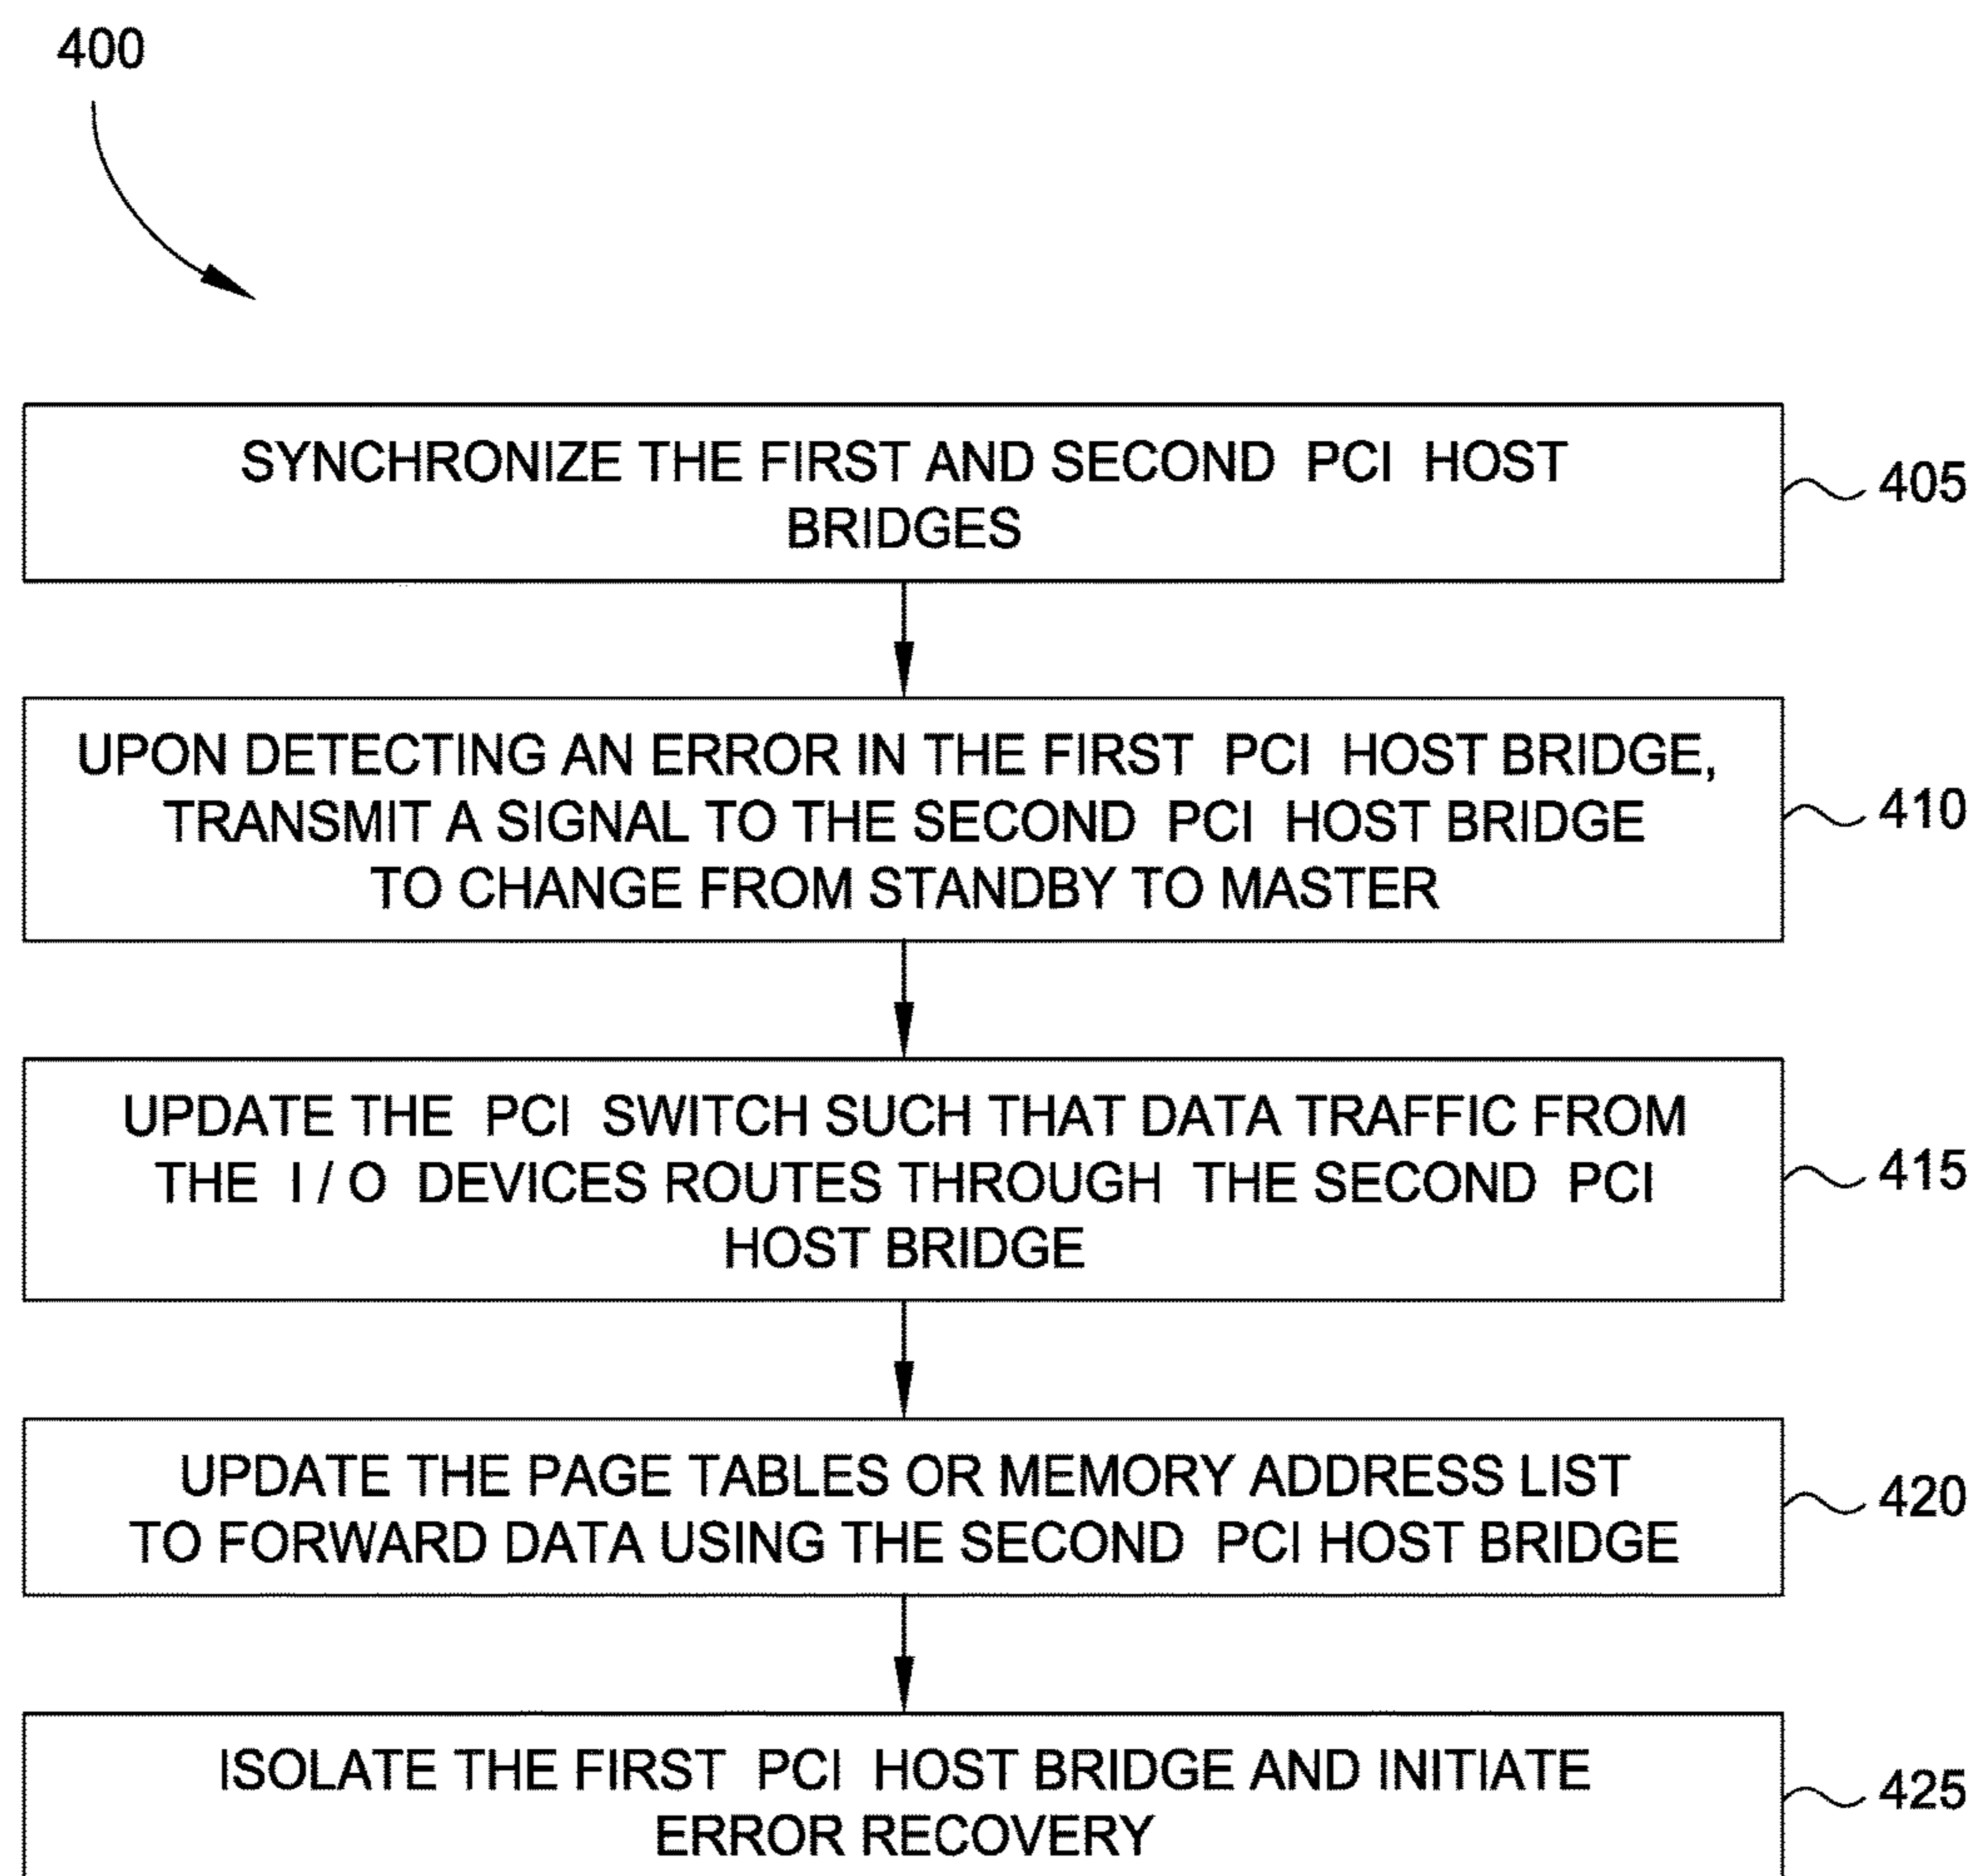 400
SYNCHRONIZE THE FIRST AND SECOND PCI HOST
BRIDGES
405
UPON DETECTING AN ERROR IN THE FIRST PCI HOST BRIDGE,
TRANSMIT A SIGNAL TO THE SECOND PCI HOST BRIDGE
TO CHANGE FROM STANDBY TO MASTER
410
UPDATE THE PCI SWITCH SUCH THAT DATA TRAFFIC FROM
THE I / O DEVICES ROUTES THROUGH THE SECOND PCI
HOST BRIDGE
415
UPDATE THE PAGE TABLES OR MEMORY ADDRESS LIST
TO FORWARD DATA USING THE SECOND PCI HOST BRIDGE
420
ISOLATE THE FIRST PCI HOST BRIDGE AND INITIATE
ERROR RECOVERY
425